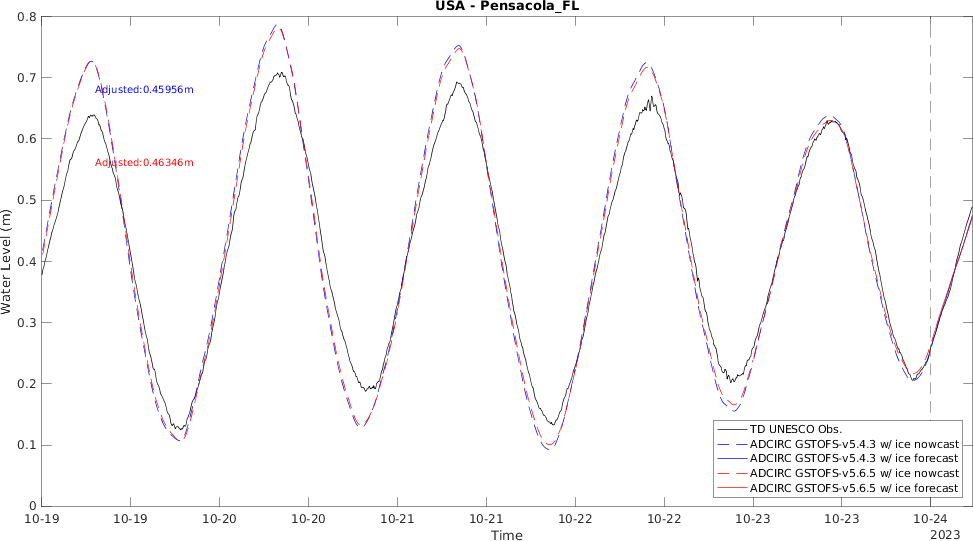 USA - Pensacola_FL
0.8
0.7
0.6
0.5
0.4
0.3
0.2
0.1
0
Water Level (m)
Adjusted:0.45956m
Adjusted:0.46346m
TD UNESCO Obs.
ADCIRC GSTOFS-v5.4.3 w/ ice nowcast
ADCIRC GSTOFS-v5.4.3 w/ ice forecast
ADCIRC GSTOFS-v5.6.5 w/ ice nowcast
ADCIRC GSTOFS-v5.6.5 w/ ice forecast
10-19 10-19 10-20 10-20 10-21 10-21 10-22 10-22 10-23 10-23 10-24
Time
2023